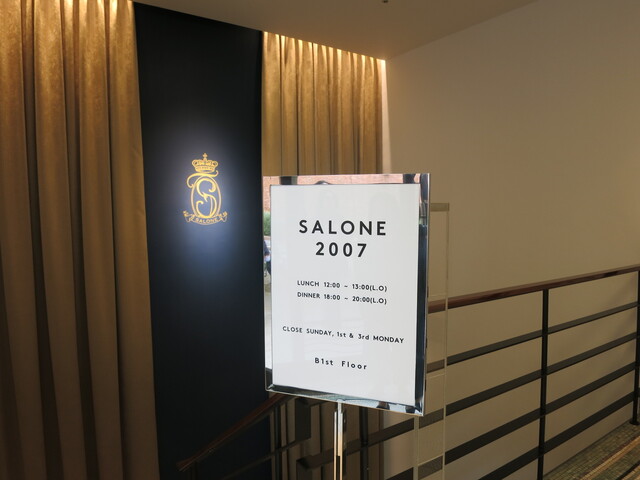 SALONE
SALONE
2007
LUNCH 12:00 – 13:00(L.O)
DINNER 18:00 – 20:00(L.O)
CLOSE SUNDAY, 1st & 3rd MONDAY
B1st Floor